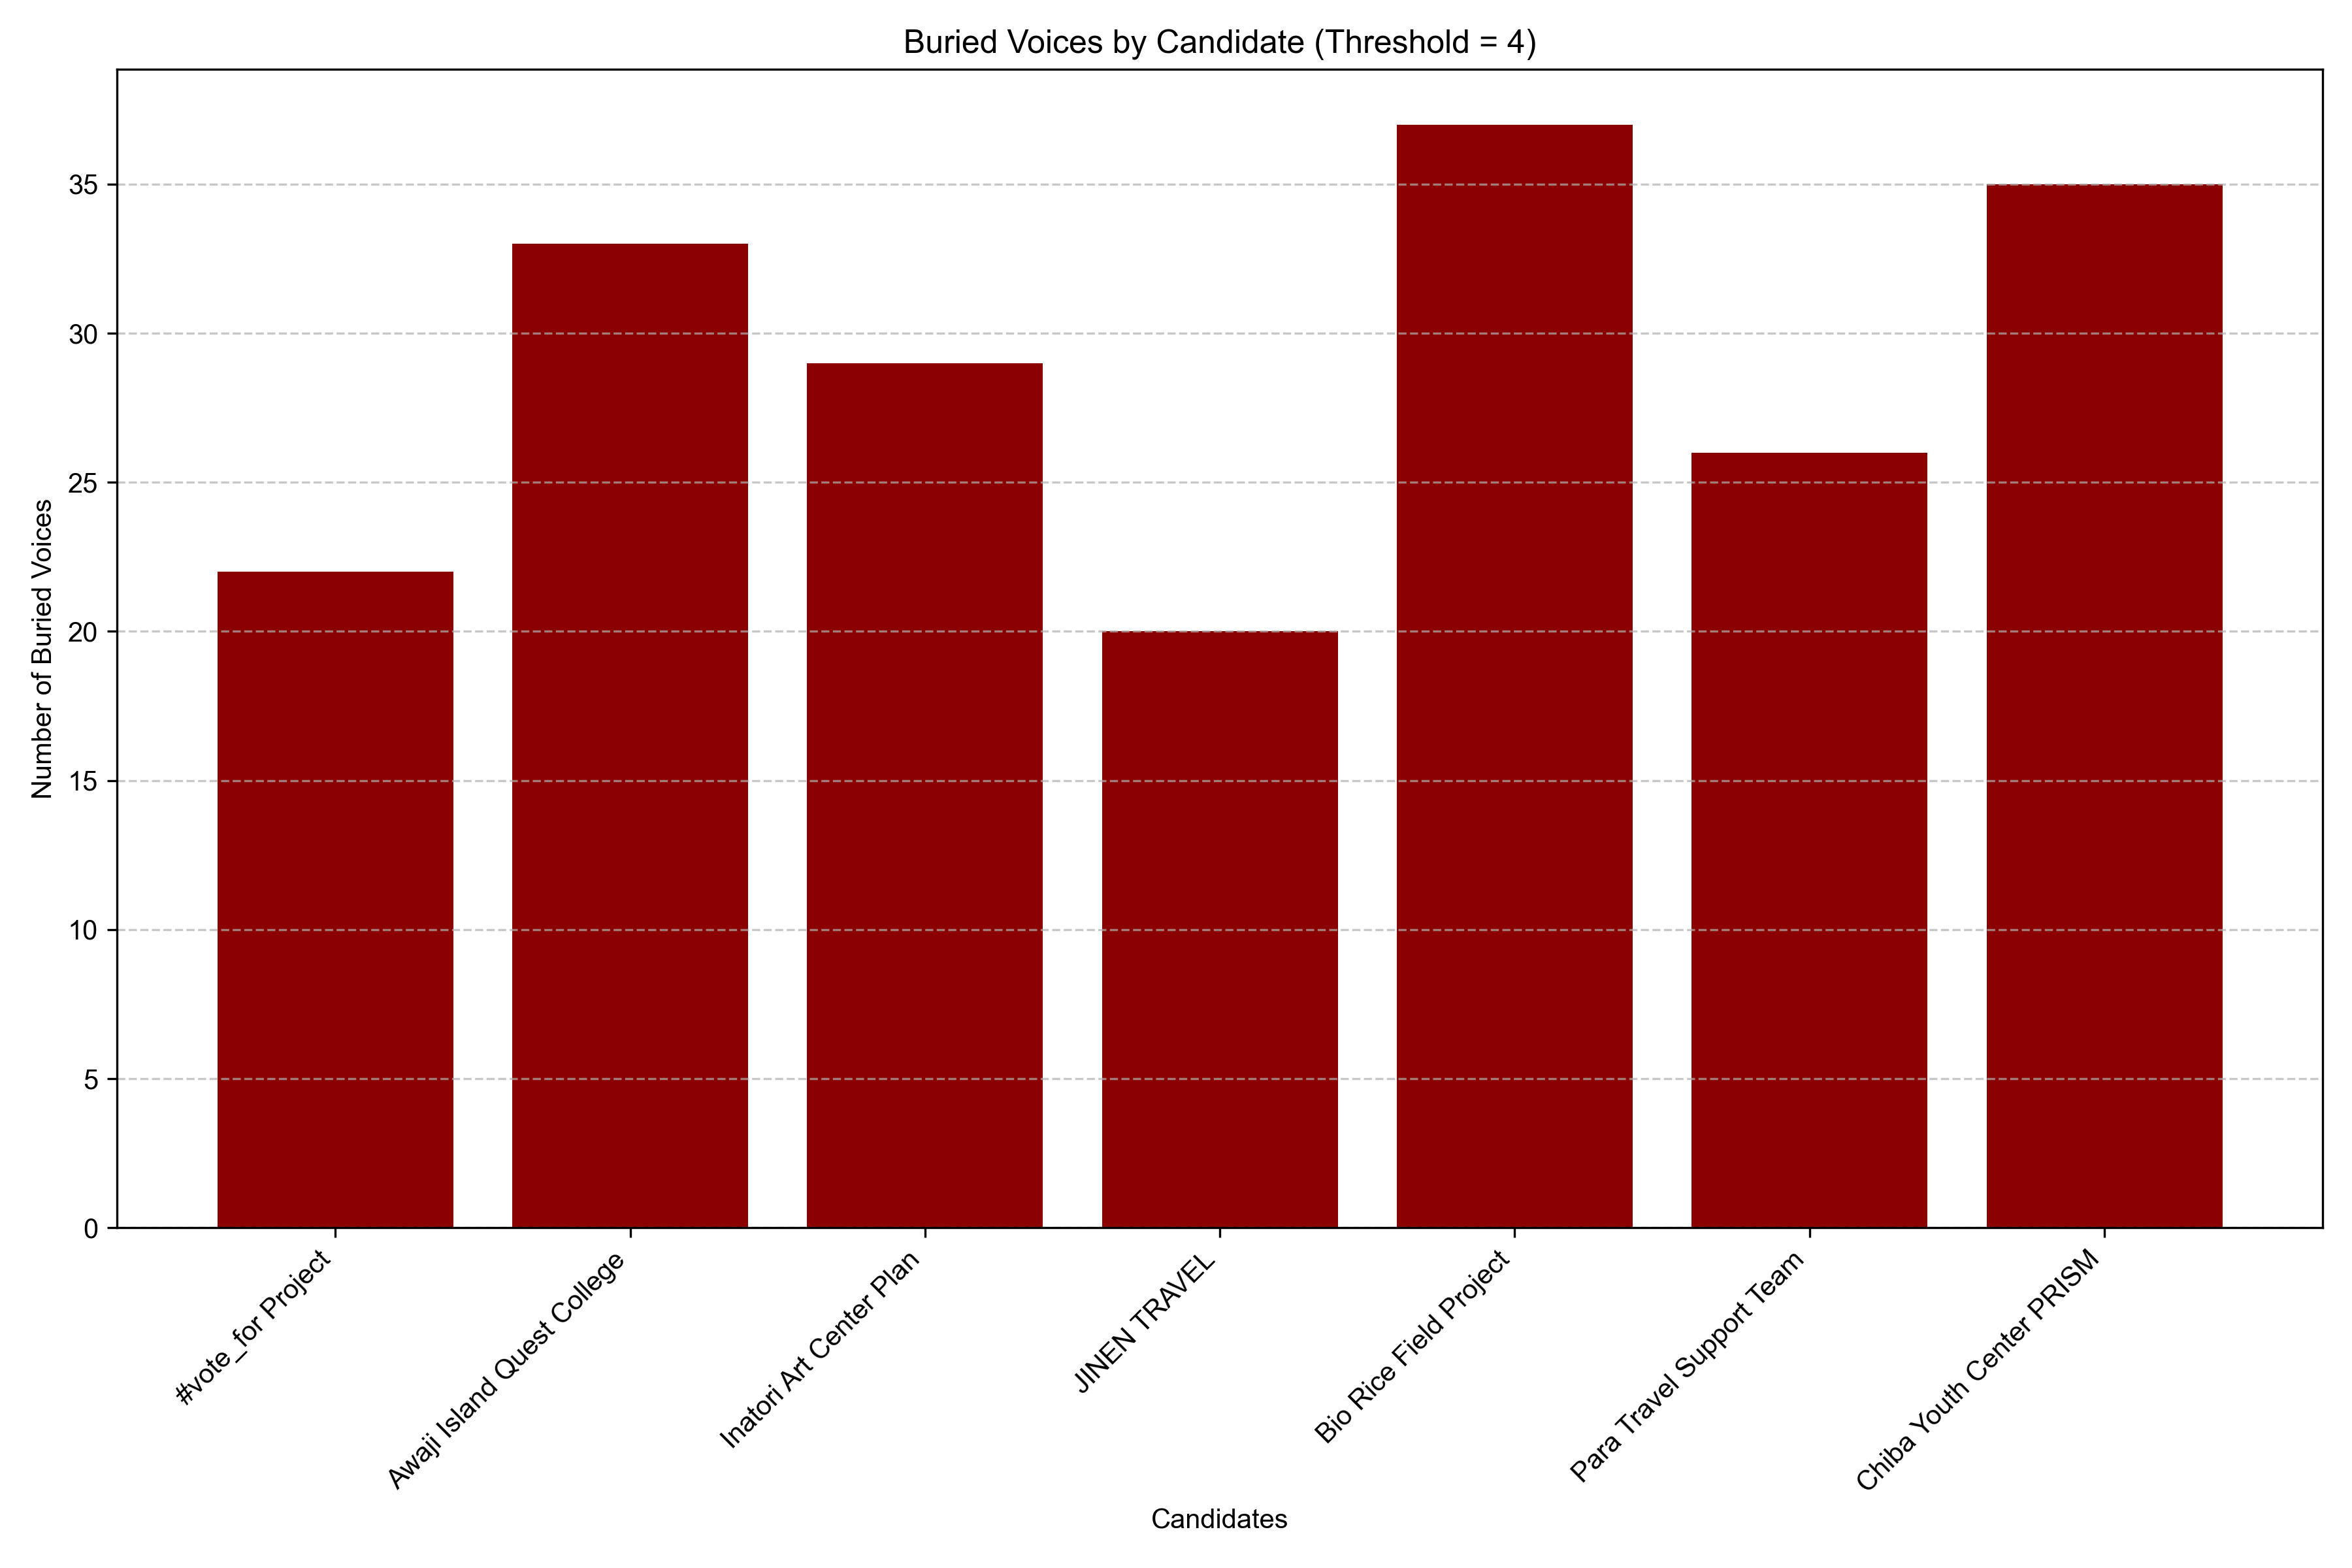 Buried Voices by Candidate (Threshold = 4)
Number of Buried Voices
35
30
25
20
15
10
5
0
#vote_for Project
Awaji Island Quest College
Inatori Art Center Plan
JINEN TRAVEL
Bio Rice Field Project
Para Travel Support Team
Chiba Youth Center PRISM
Candidates